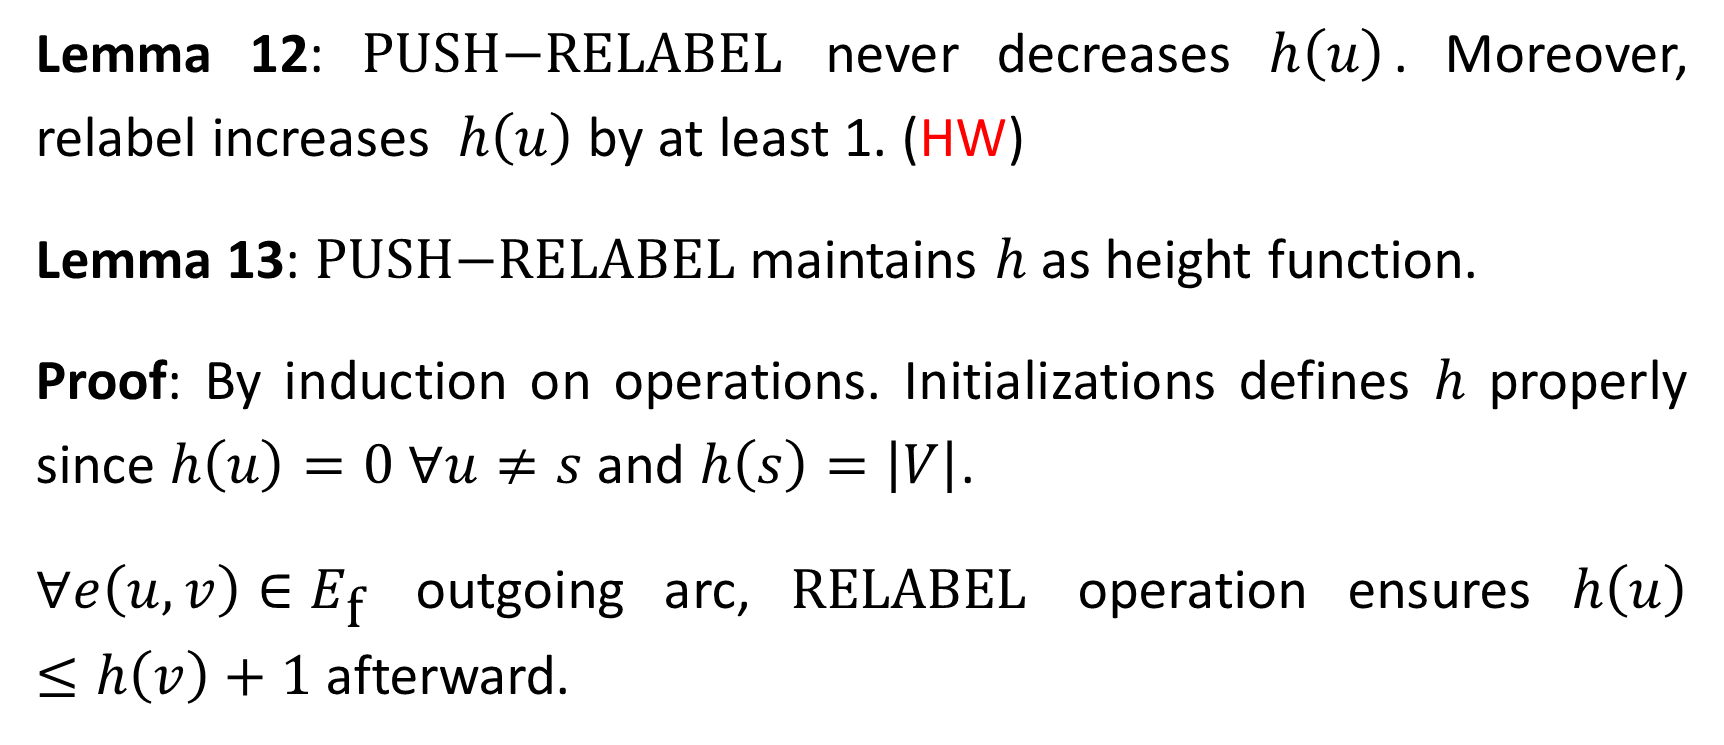 Lemma 12: PUSH−RELABEL never decreases h(u). Moreover,
relabel increases h(u) by at least 1. (HW)
Lemma 13: PUSH−RELABEL maintains h as height function.
Proof: By induction on operations. Initializations defines h properly
since h(u) = 0 ∀u ≠ s and h(s) = |V|.
∀e(u, v) ∈ E_f outgoing arc, RELABEL operation ensures h(u)
≤ h(v) + 1 afterward.